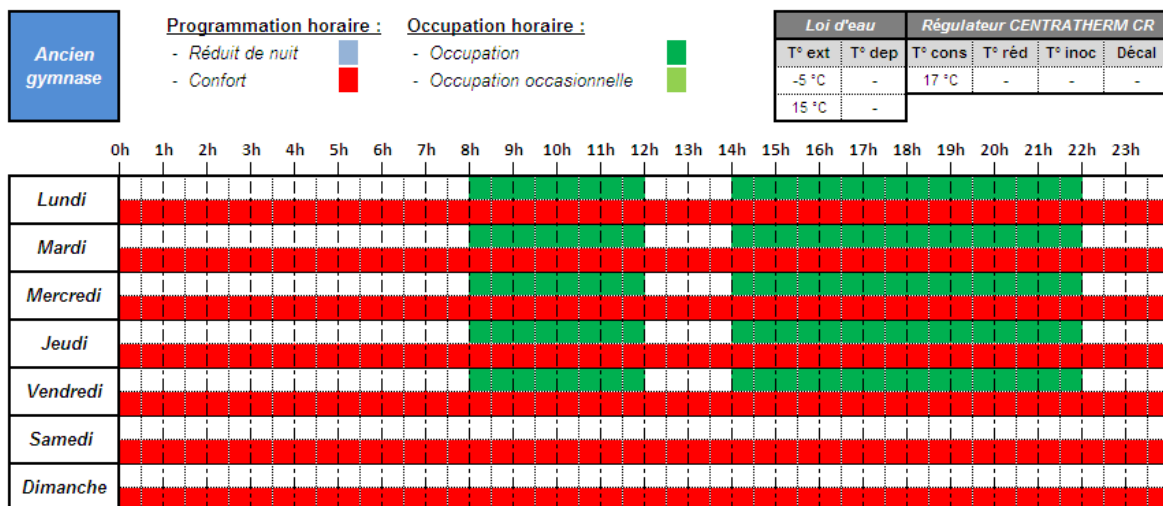 Ancien
gymnase
Programmation horaire :
- Réduit de nuit
- Confort
Occupation horaire :
- Occupation
- Occupation occasionnelle
Loi d'eau Régulateur CENTRATHERM CR
T° ext T° dep T° cons T° réd T° inoc Décal
-5 °C - 17 °C - - -
15 °C -
0h 1h 2h 3h 4h 5h 6h 7h 8h 9h 10h 11h 12h 13h 14h 15h 16h 17h 18h 19h 20h 21h 22h 23h
Lundi
Mardi
Mercredi
Jeudi
Vendredi
Samedi
Dimanche